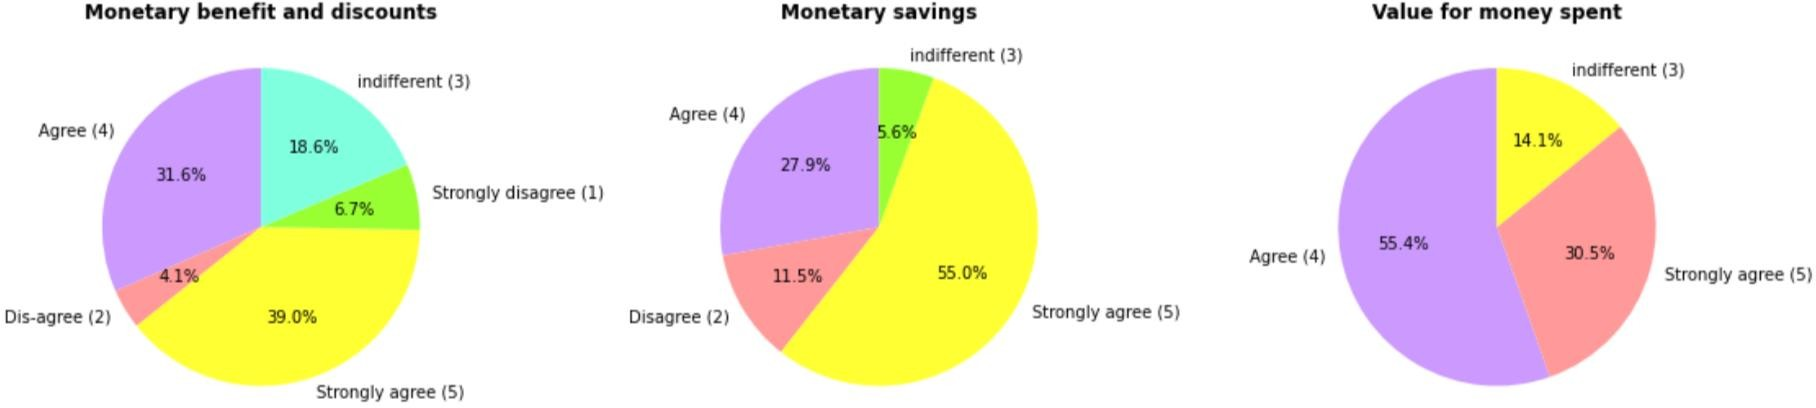 Monetary benefit and discounts
indifferent (3)
Agree (4)
18.6%
31.6%
Strongly disagree (1)
6.7%
4.1%
Dis-agree (2)
39.0%
Strongly agree (5)
Monetary savings
indifferent (3)
Agree (4)
5.6%
27.9%
11.5%
55.0%
Disagree (2)
Strongly agree (5)
Value for money spent
indifferent (3)
14.1%
55.4%
Agree (4)
30.5%
Strongly agree (5)